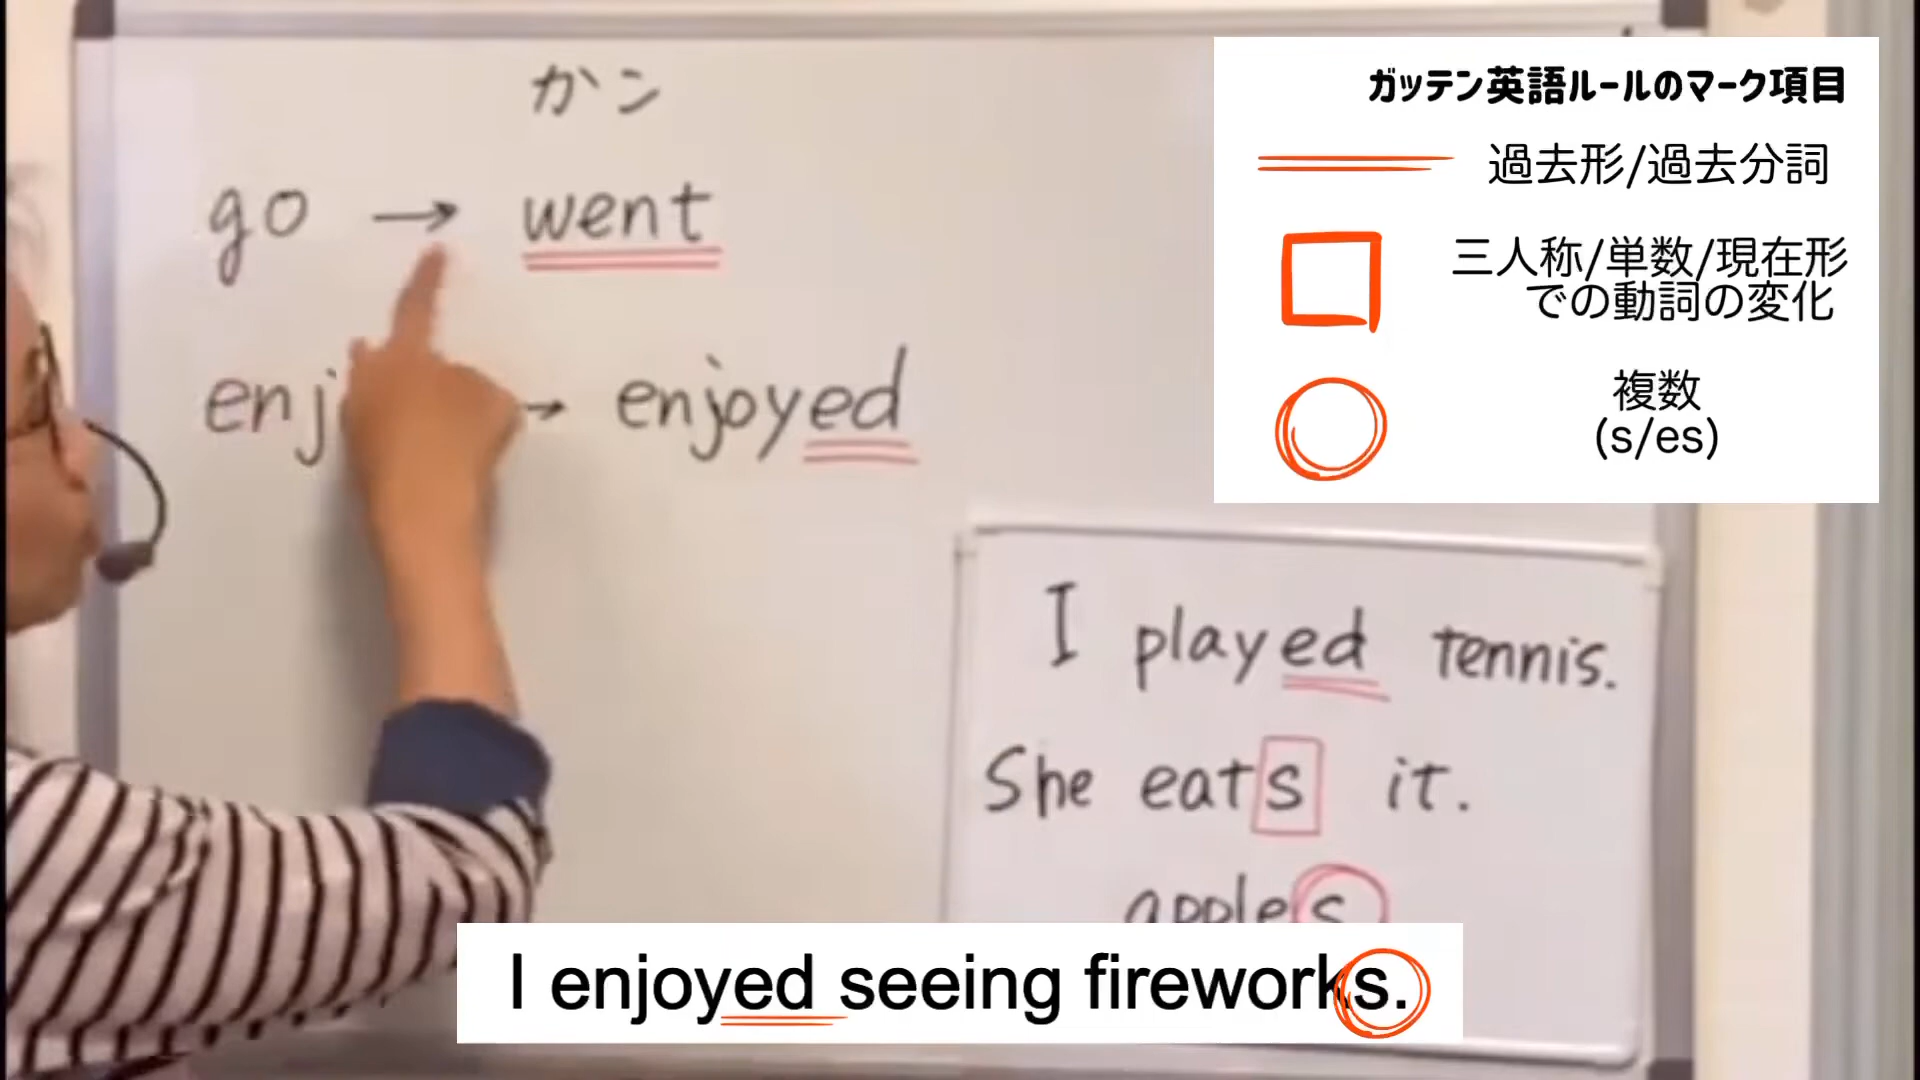 かン
go → went
enj → enjoyed
ガッテン英語ルールのマーク項目
過去形/過去分詞
三人称/単数/現在形
での動詞の変化
複数
(s/es)
I played tennis.
She eats it.
apples
I enjoyed seeing fireworks.